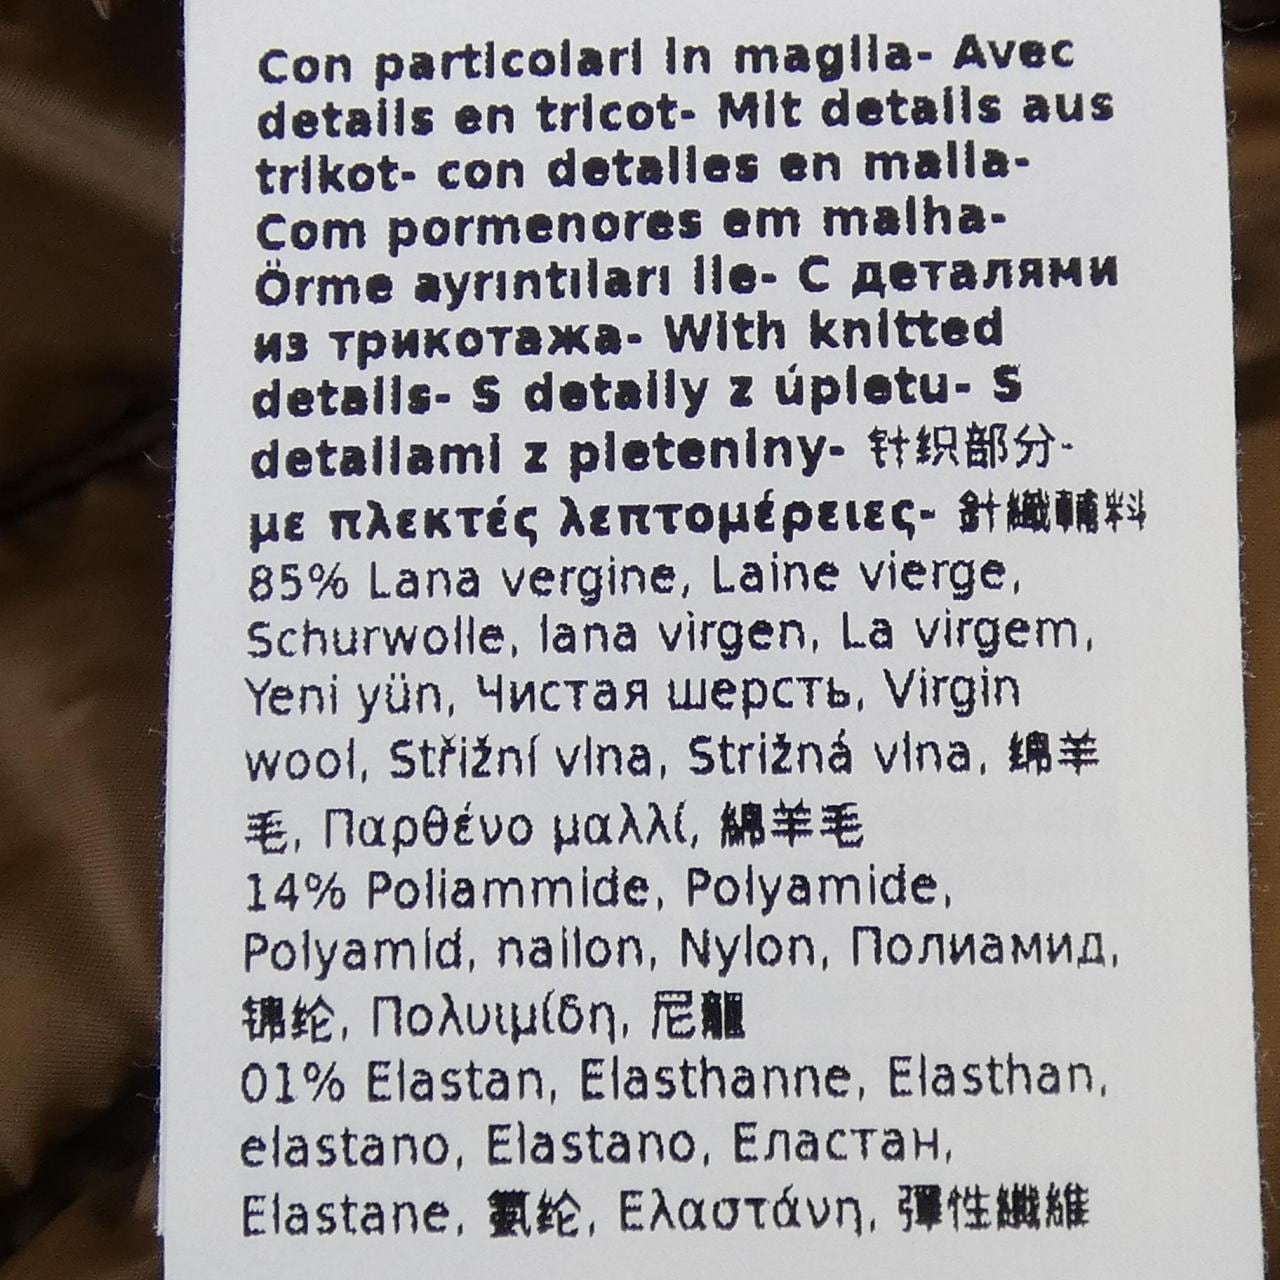 Con particolari in maglia- Avec
details en tricot- Mit details aus
trikot- con detalles en malla-
Com pormenores em malha-
Örme ayrıntıları ile- С деталями
из трикотажа- With knitted
details- S detaily z úpletu- S
detailami z pleteniny- 针织部分-
με πλεκτές λεπτομέρειες- 針織輔料
85% Lana vergine, Laine vierge,
Schurwolle, lana virgen, La virgem,
Yeni yün, Чистая шерсть, Virgin
wool, Střižní vlna, Strižná vlna, 绵羊
毛, Παρθένο μαλλί, 綿羊毛
14% Poliammide, Polyamide,
Polyamid, nailon, Nylon, Полиамид,
锦纶, Πολυιμίδη, 尼龍
01% Elastan, Elasthanne, Elasthan,
elastano, Elastano, Еластан,
Elastane, 氨纶, Ελαστάνη, 彈性纖維